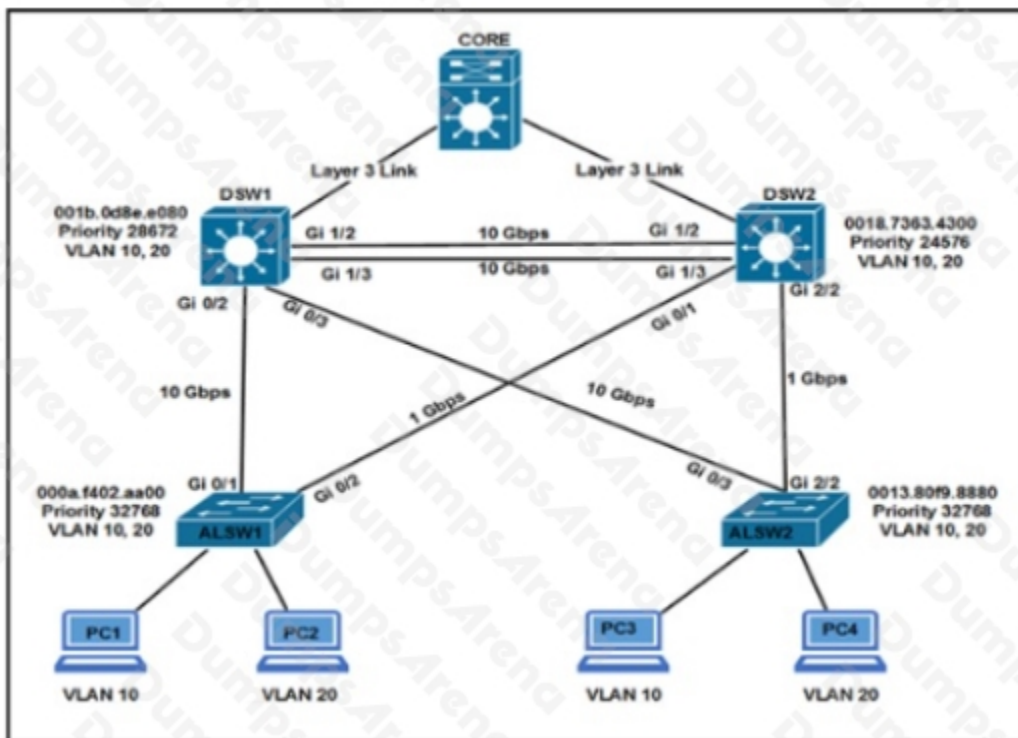 CORE
Layer 3 Link
Layer 3 Link
DSW1
DSW2
001b.0d8e.e080
Priority 28672
VLAN 10, 20
0018.7363.4300
Priority 24576
VLAN 10, 20
Gi 1/2
10 Gbps
Gi 1/2
Gi 1/3
10 Gbps
Gi 1/3
Gi 0/2
Gi 0/3
Gi 0/1
Gi 2/2
10 Gbps
1 Gbps
10 Gbps
1 Gbps
Gi 0/1
Gi 0/2
Gi 0/3
Gi 2/2
000a.f402.aa00
Priority 32768
VLAN 10, 20
ALSW1
0013.80f9.8880
Priority 32768
VLAN 10, 20
ALSW2
PC1
PC2
PC3
PC4
VLAN 10
VLAN 20
VLAN 10
VLAN 20
DumpsArena